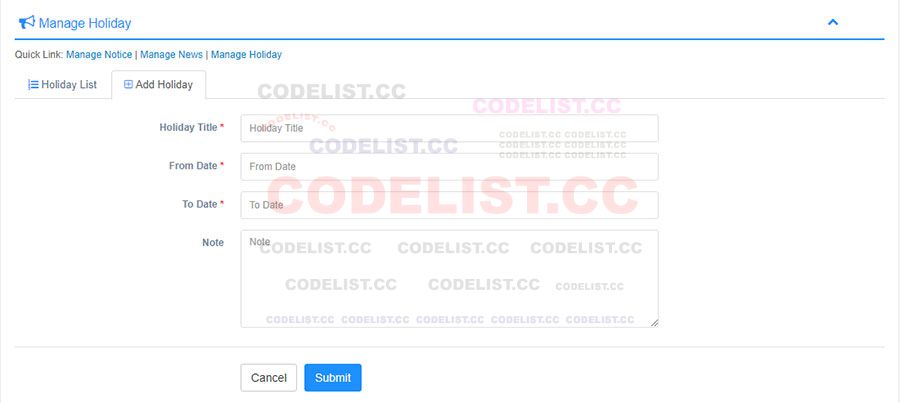 Manage Holiday
Quick Link: Manage Notice | Manage News | Manage Holiday
Holiday List
Add Holiday
CODELIST.CC
CODELIST.CC
Holiday Title *
Holiday Title
CODELIST.CC
CODELIST.CC CODELIST.CC
CODELIST.CC
CODELIST.CC CODELIST.CC
CODELIST.CC CODELIST.CC
From Date *
From Date
CODELIST.CC
To Date *
To Date
Note
Note
CODELIST.CC CODELIST.CC CODELIST.CC
CODELIST.CC CODELIST.CC CODELIST.CC
CODELIST.CC CODELIST.CC CODELIST.CC CODELIST.CC CODELIST.CC
Cancel
Submit